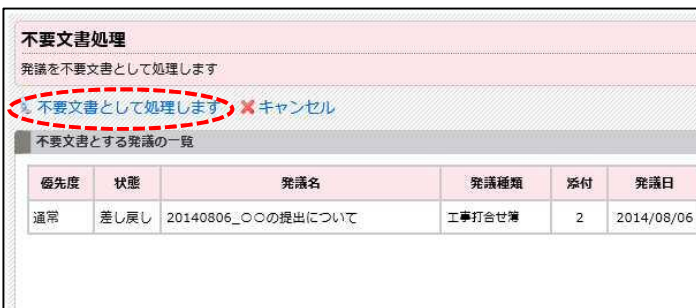 不要文書処理
発議を不要文書として処理します
不要文書として処理します キャンセル
不要文書とする発議の一覧
優先度 状態 発議名 発議種類 添付 発議日
通常 差し戻し 20140806_○○の提出について 工事打合せ簿 2 2014/08/06